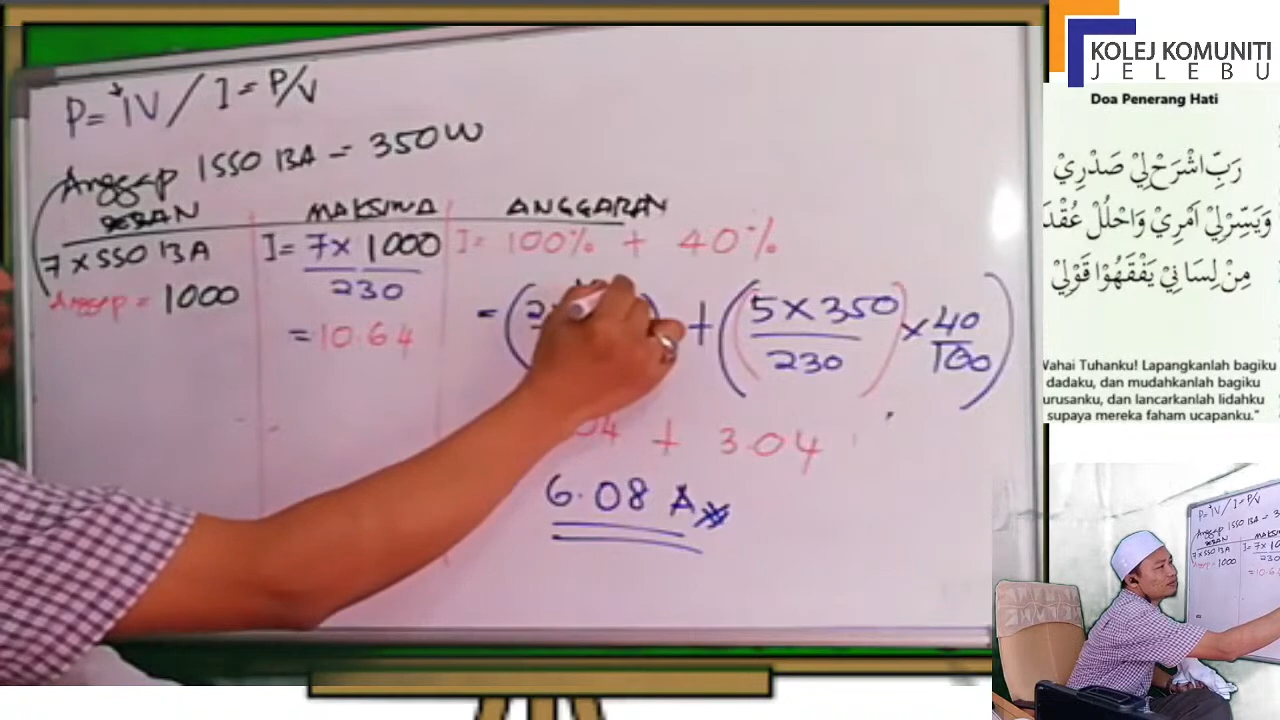 P= IV / I = P/V
Anggap 1SSO 13A = 350W
BEBAN MAKSIMA ANGGARAN
7 x SSO 13A I = 7 x 1000 I = 100% + 40%
Anggap = 1000 230
= 10.64
= ( ) + ( 5 x 350 x 40 )
230 100
04 + 3.04
6.08 A
KOLEJ KOMUNITI
JELEBU
Doa Penerang Hati
رَبِّ اشْرَحْ لِيْ صَدْرِيْ
وَيَسِّرْ لِيْ اَمْرِيْ وَاحْلُلْ عُقْدَ
مِنْ لِسَانِيْ يَفْقَهُوْا قَوْلِيْ
Wahai Tuhanku! Lapangkanlah bagiku
dadaku, dan mudahkanlah bagiku
urusanku, dan lancarkanlah lidahku
supaya mereka faham ucapanku."